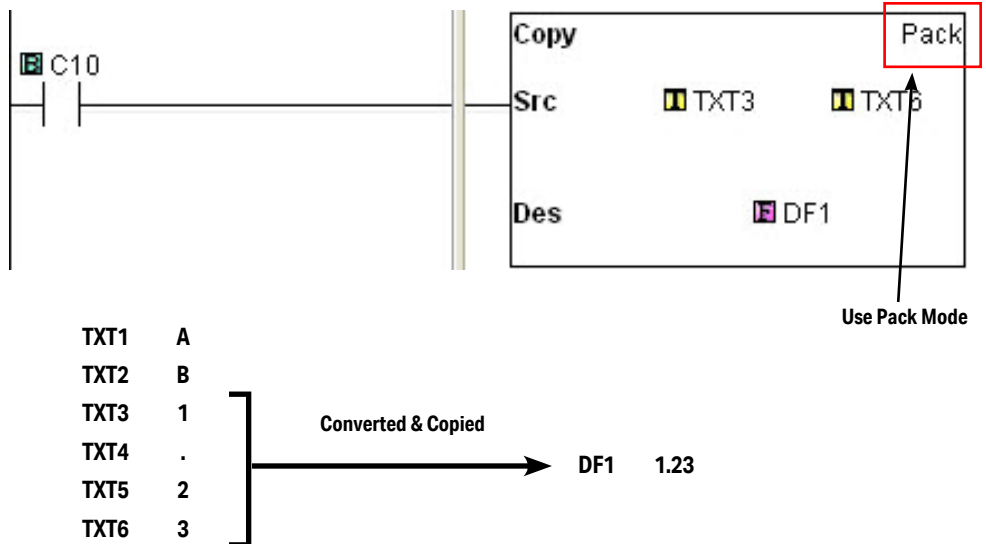 Copy Pack
B C10
Src T TXT3 T TXT6
Des F DF1
Use Pack Mode
TXT1 A
TXT2 B
TXT3 1
Converted & Copied
TXT4 .
DF1 1.23
TXT5 2
TXT6 3